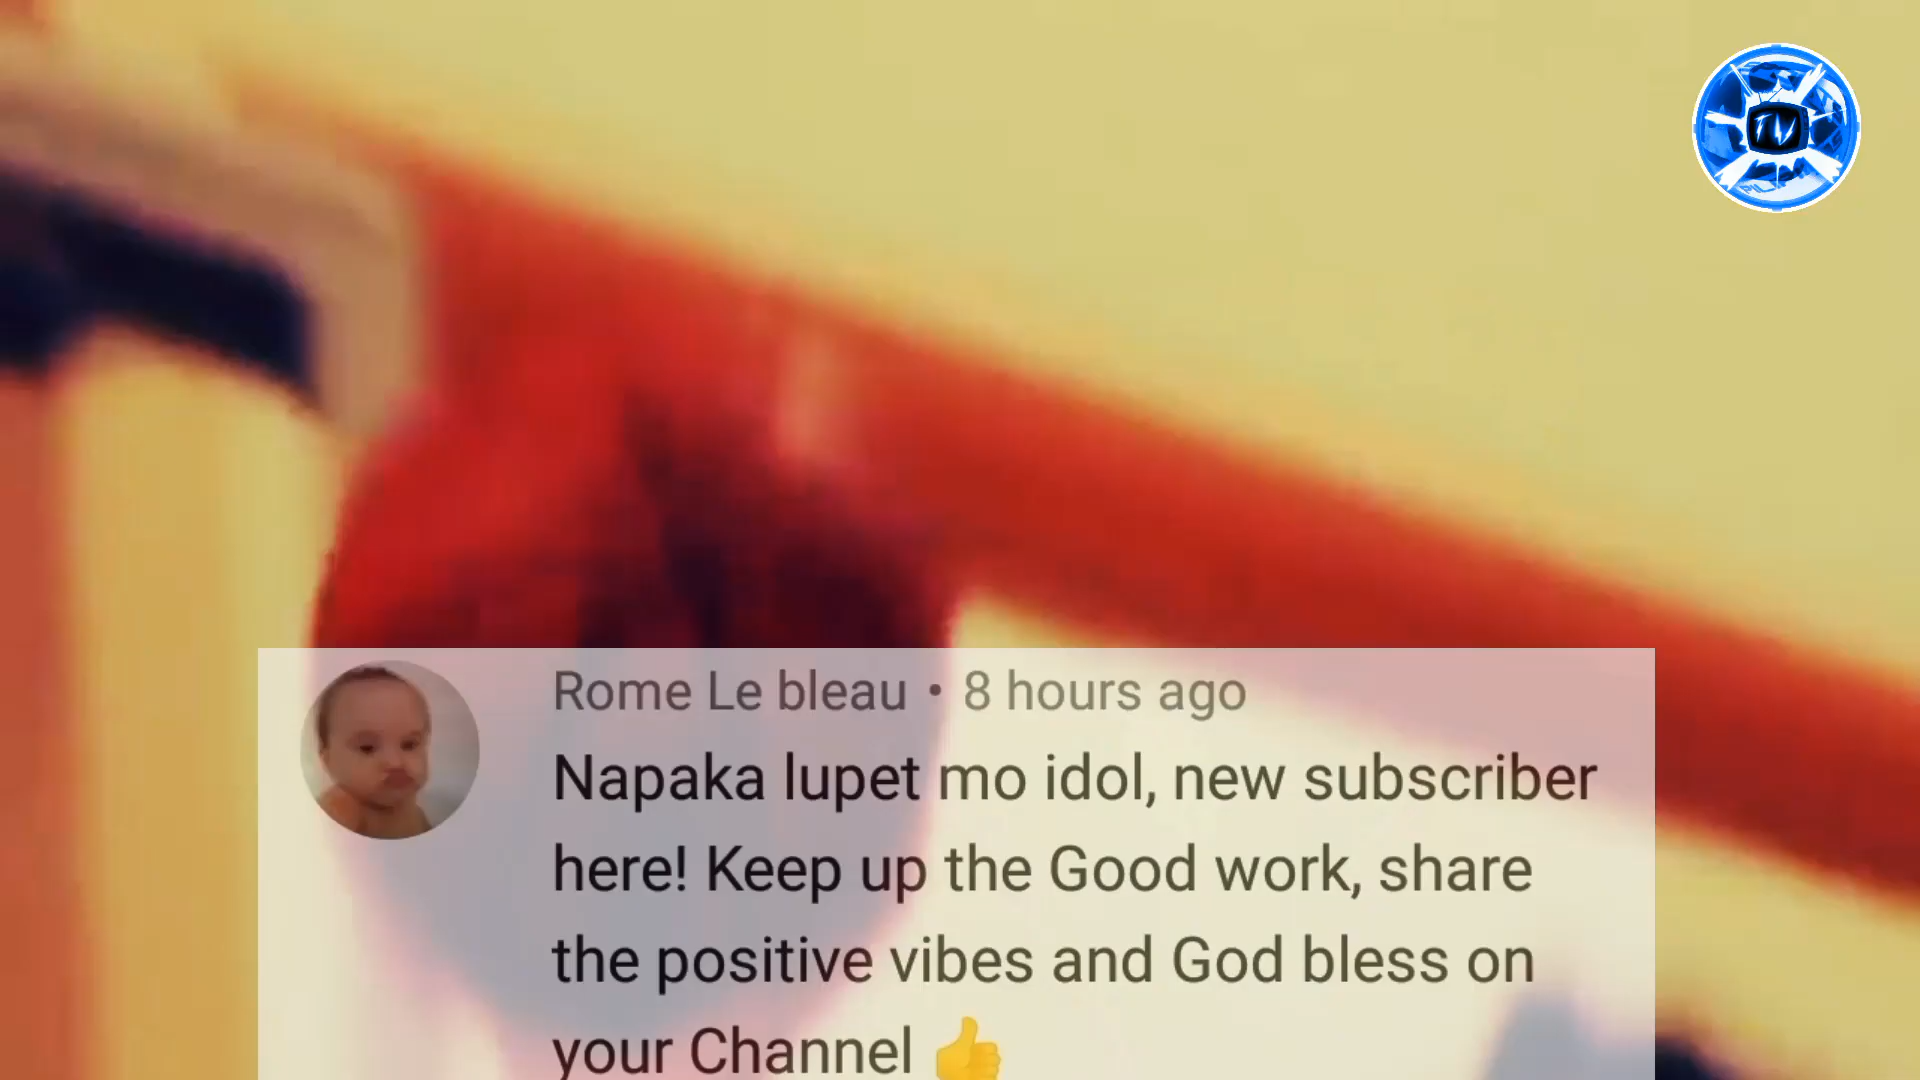 TV
Rome Le bleau • 8 hours ago
Napaka lupet mo idol, new subscriber
here! Keep up the Good work, share
the positive vibes and God bless on
your Channel 👍